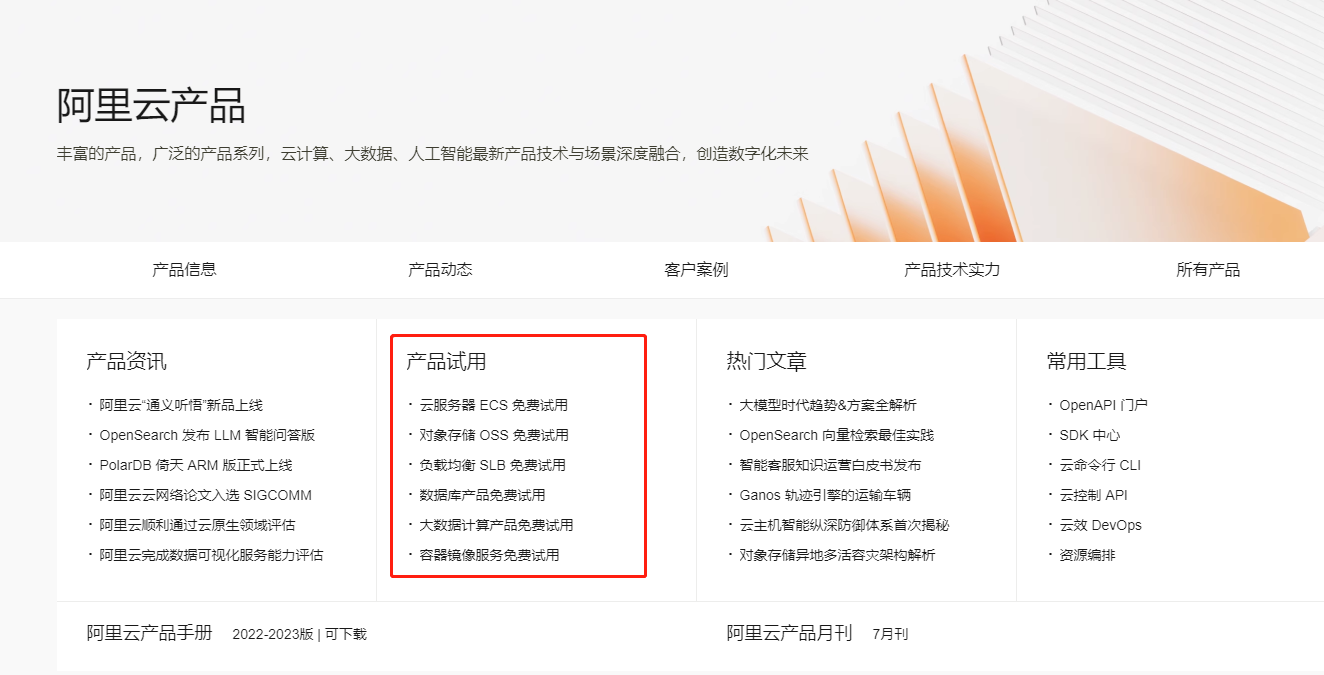 阿里云产品
丰富的产品，广泛的产品系列，云计算、大数据、人工智能最新产品技术与场景深度融合，创造数字化未来
产品信息
产品动态
客户案例
产品技术实力
所有产品
产品资讯
· 阿里云“通义听悟”新品上线
· OpenSearch 发布 LLM 智能问答版
· PolarDB 倚天 ARM 版正式上线
· 阿里云云网络论文入选 SIGCOMM
· 阿里云顺利通过云原生领域评估
· 阿里云完成数据可视化服务能力评估
产品试用
· 云服务器 ECS 免费试用
· 对象存储 OSS 免费试用
· 负载均衡 SLB 免费试用
· 数据库产品免费试用
· 大数据计算产品免费试用
· 容器镜像服务免费试用
热门文章
· 大模型时代趋势&方案全解析
· OpenSearch 向量检索最佳实践
· 智能客服知识运营白皮书发布
· Ganos 轨迹引擎的运输车辆
· 云主机智能纵深防御体系首次揭秘
· 对象存储异地多活容灾架构解析
常用工具
· OpenAPI 门户
· SDK 中心
· 云命令行 CLI
· 云控制 API
· 云效 DevOps
· 资源编排
阿里云产品手册 2022-2023版 | 可下载
阿里云产品月刊 7月刊